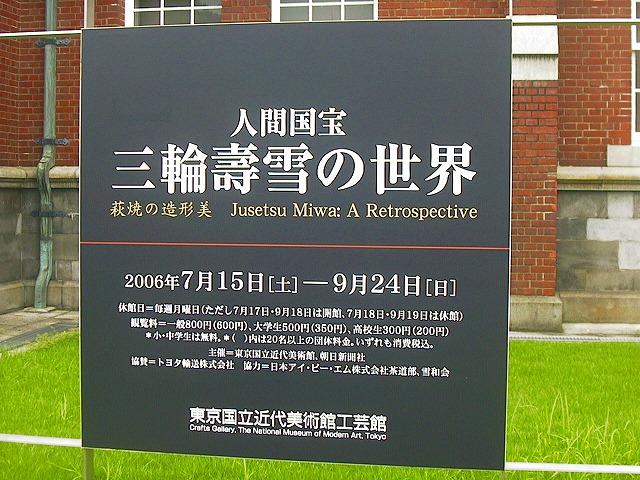 人間国宝
三輪壽雪の世界
萩焼の造形美 Jusetsu Miwa: A Retrospective
2006年7月15日[土]—9月24日[日]
休館日=毎週月曜日(ただし7月17日・9月18日は開館、7月18日・9月19日は休館)
観覧料=一般800円(600円)、大学生500円(350円)、高校生300円(200円)
*小・中学生は無料。*( )内は20名以上の団体料金。いずれも消費税込。
主催=東京国立近代美術館、朝日新聞社
協賛=トヨタ輸送株式会社 協力=日本アイ・ビー・エム株式会社茶道部、雪和会
東京国立近代美術館工芸館
Crafts Gallery, The National Museum of Modern Art, Tokyo